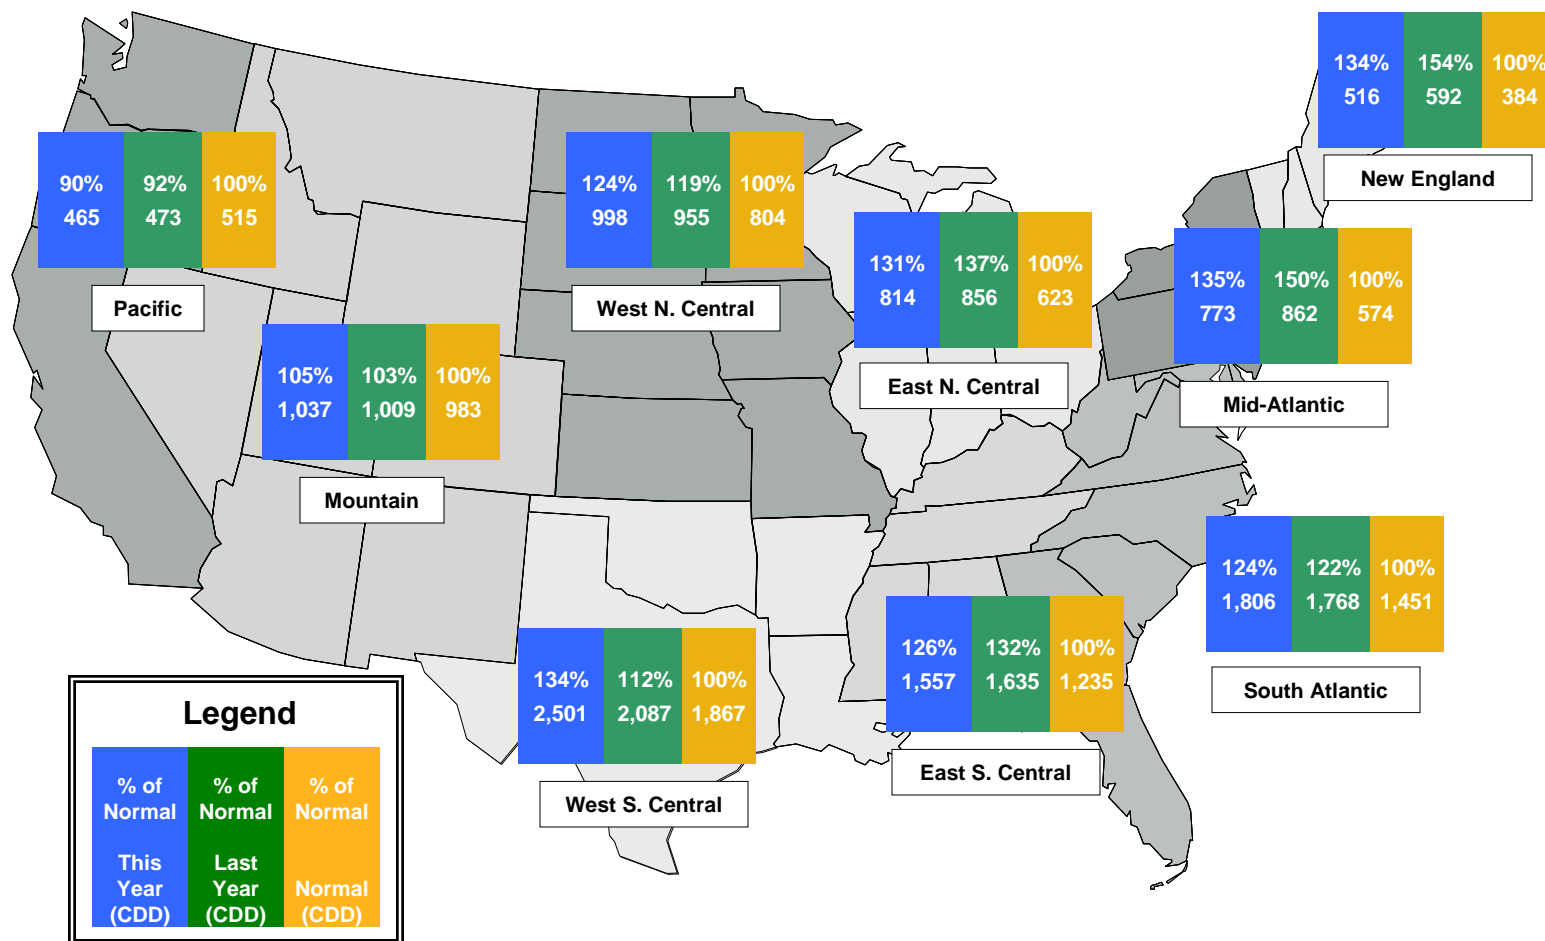 134% 154% 100%
516 592 384
New England
90% 92% 100%
465 473 515
Pacific
124% 119% 100%
998 955 804
West N. Central
131% 137% 100%
814 856 623
East N. Central
135% 150% 100%
773 862 574
Mid-Atlantic
105% 103% 100%
1,037 1,009 983
Mountain
124% 122% 100%
1,806 1,768 1,451
South Atlantic
126% 132% 100%
1,557 1,635 1,235
East S. Central
134% 112% 100%
2,501 2,087 1,867
West S. Central
Legend
% of % of % of
Normal Normal Normal
This Last
Year Year Normal
(CDD) (CDD) (CDD)